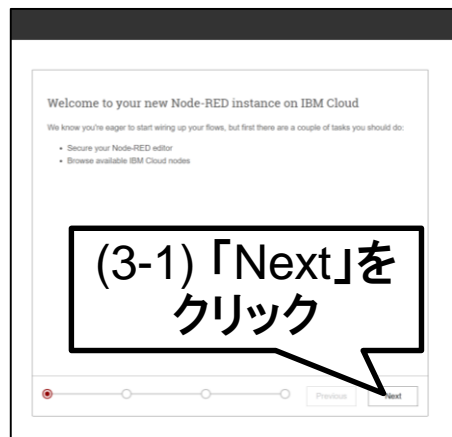 Welcome to your new Node-RED instance on IBM Cloud
We know you're eager to start wiring up your flows, but first there are a couple of tasks you should do:
• Secure your Node-RED editor
• Browse available IBM Cloud nodes
(3-1) 「Next」を
クリック
Previous Next